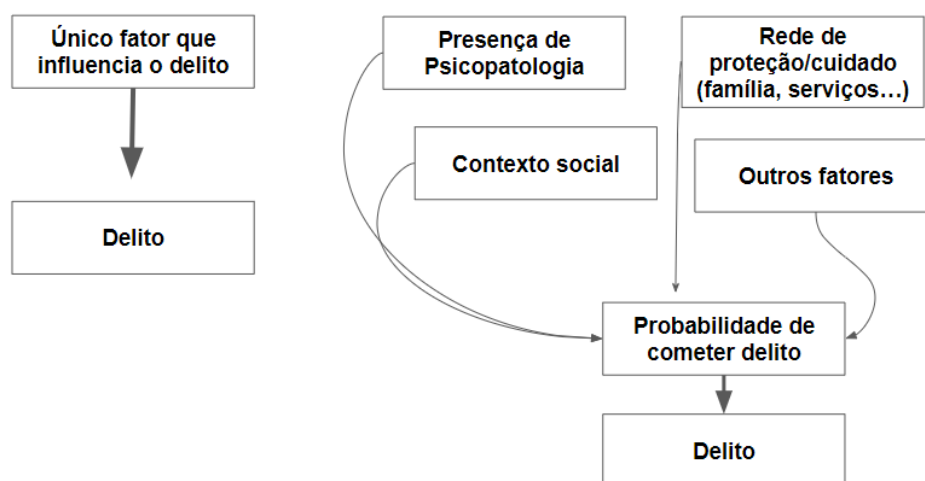 Único fator que
influencia o delito
Delito
Presença de
Psicopatologia
Rede de
proteção/cuidado
(família, serviços…)
Contexto social
Outros fatores
Probabilidade de
cometer delito
Delito